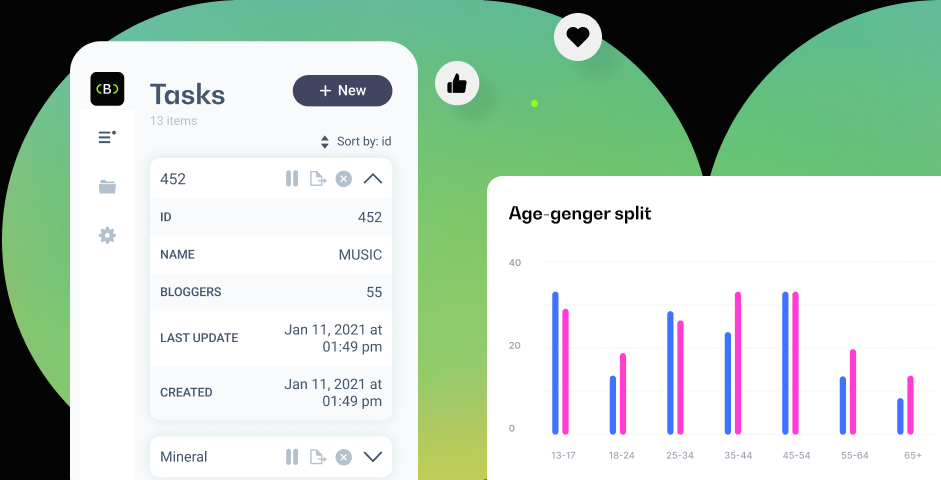 (B)
Tasks
+ New
13 items
Sort by: id
452
ID 452
NAME MUSIC
BLOGGERS 55
LAST UPDATE Jan 11, 2021 at
01:49 pm
CREATED Jan 11, 2021 at
01:49 pm
Mineral
Age-genger split
40
20
0
13-17 18-24 25-34 35-44 45-54 55-64 65+